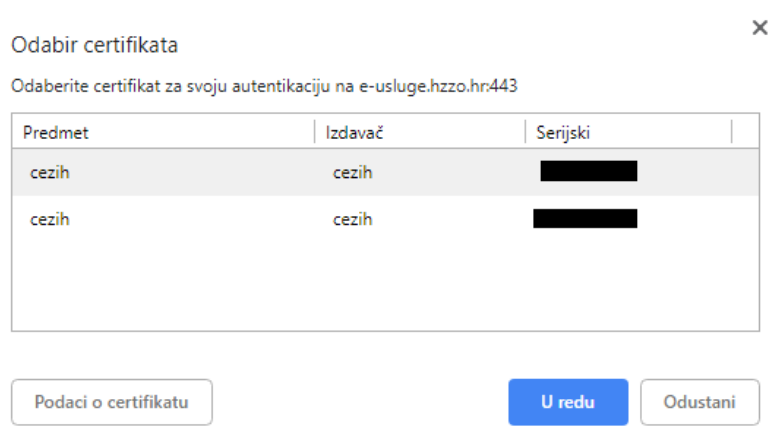 Odabir certifikata
Odaberite certifikat za svoju autentikaciju na e-usluge.hzzo.hr:443
Predmet Izdavač Serijski
cezih cezih
cezih cezih
Podaci o certifikatu U redu Odustani